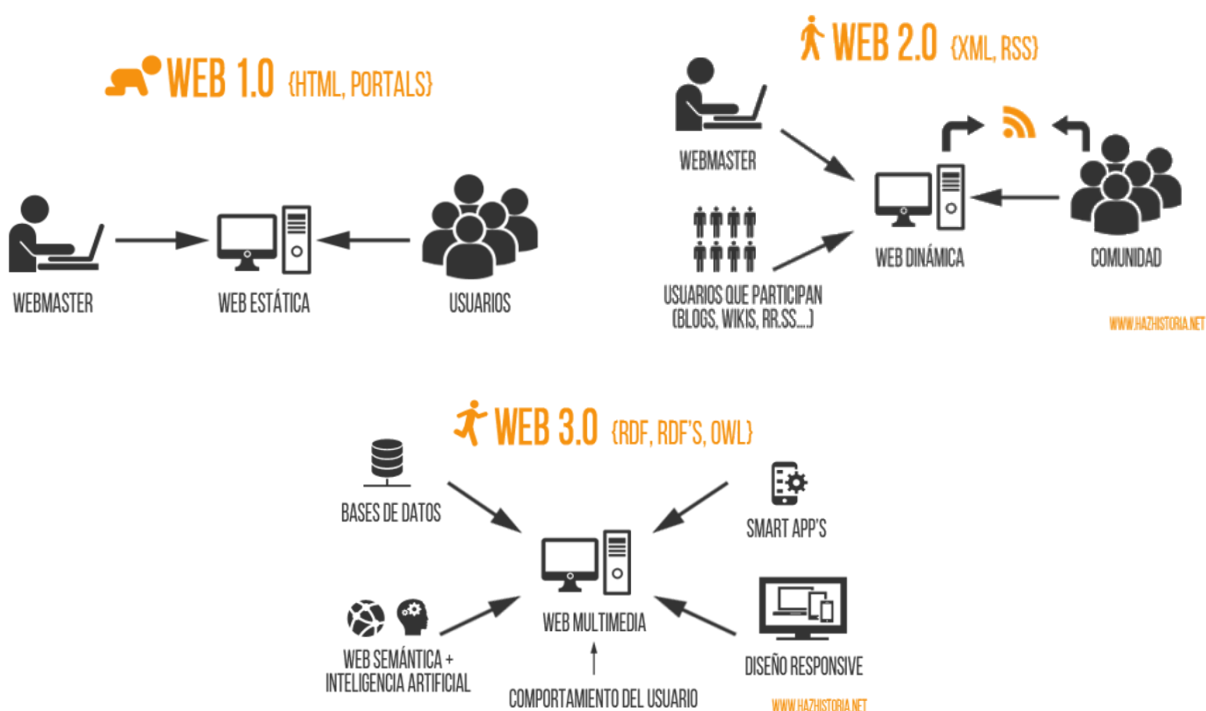 WEB 1.0 {HTML, PORTALS}
WEBMASTER
WEB ESTÁTICA
USUARIOS
WEB 2.0 {XML, RSS}
WEBMASTER
USUARIOS QUE PARTICIPAN
(BLOGS, WIKIS, RR.SS....)
WEB DINÁMICA
COMUNIDAD
WWW.HAZHISTORIA.NET
WEB 3.0 {RDF, RDF'S, OWL}
BASES DE DATOS
SMART APP'S
WEB MULTIMEDIA
WEB SEMÁNTICA +
INTELIGENCIA ARTIFICIAL
DISEÑO RESPONSIVE
COMPORTAMIENTO DEL USUARIO
WWW.HAZHISTORIA.NET